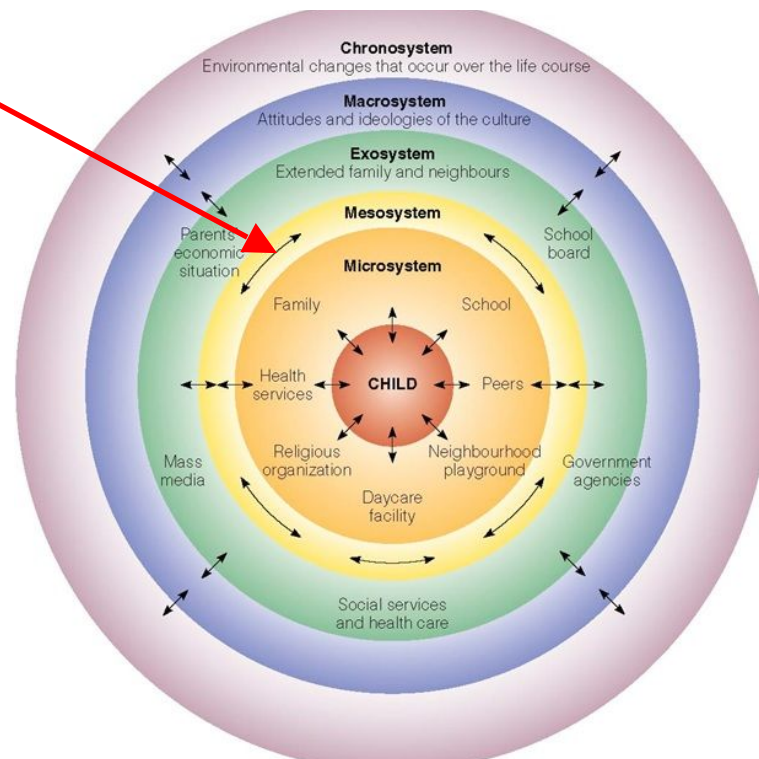 Chronosystem
Environmental changes that occur over the life course
Macrosystem
Attitudes and ideologies of the culture
Exosystem
Extended family and neighbours
Mesosystem
Parents'
economic
situation
School
board
Microsystem
Family
School
Health
services
CHILD
Peers
Religious
organization
Neighbourhood
playground
Mass
media
Government
agencies
Daycare
facility
Social services
and health care